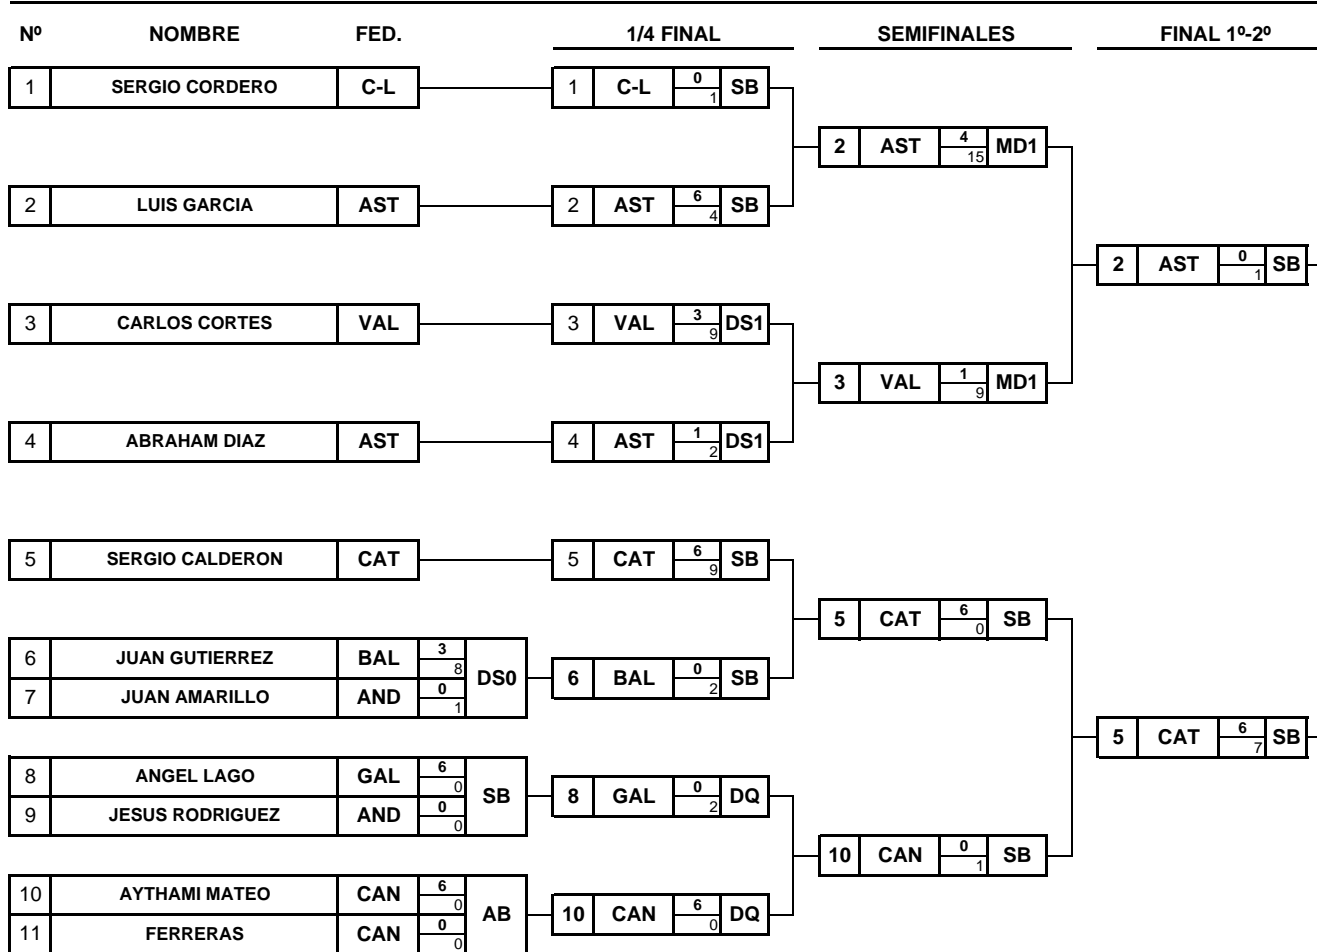 Nº NOMBRE FED. 1/4 FINAL SEMIFINALES FINAL 1º-2º
1 SERGIO CORDERO C-L 1 C-L 0 1 SB
2 AST 4 15 MD1
2 LUIS GARCIA AST 2 AST 6 4 SB
2 AST 0 1 SB
3 CARLOS CORTES VAL 3 VAL 3 9 DS1
3 VAL 1 9 MD1
4 ABRAHAM DIAZ AST 4 AST 1 2 DS1
5 SERGIO CALDERON CAT 5 CAT 6 9 SB
5 CAT 6 0 SB
6 JUAN GUTIERREZ BAL 3 8 DS0 6 BAL 0 2 SB
7 JUAN AMARILLO AND 0 1
5 CAT 6 7 SB
8 ANGEL LAGO GAL 6 0 SB 8 GAL 0 2 DQ
9 JESUS RODRIGUEZ AND 0 0
10 CAN 0 1 SB
10 AYTHAMI MATEO CAN 6 0 AB 10 CAN 6 0 DQ
11 FERRERAS CAN 0 0